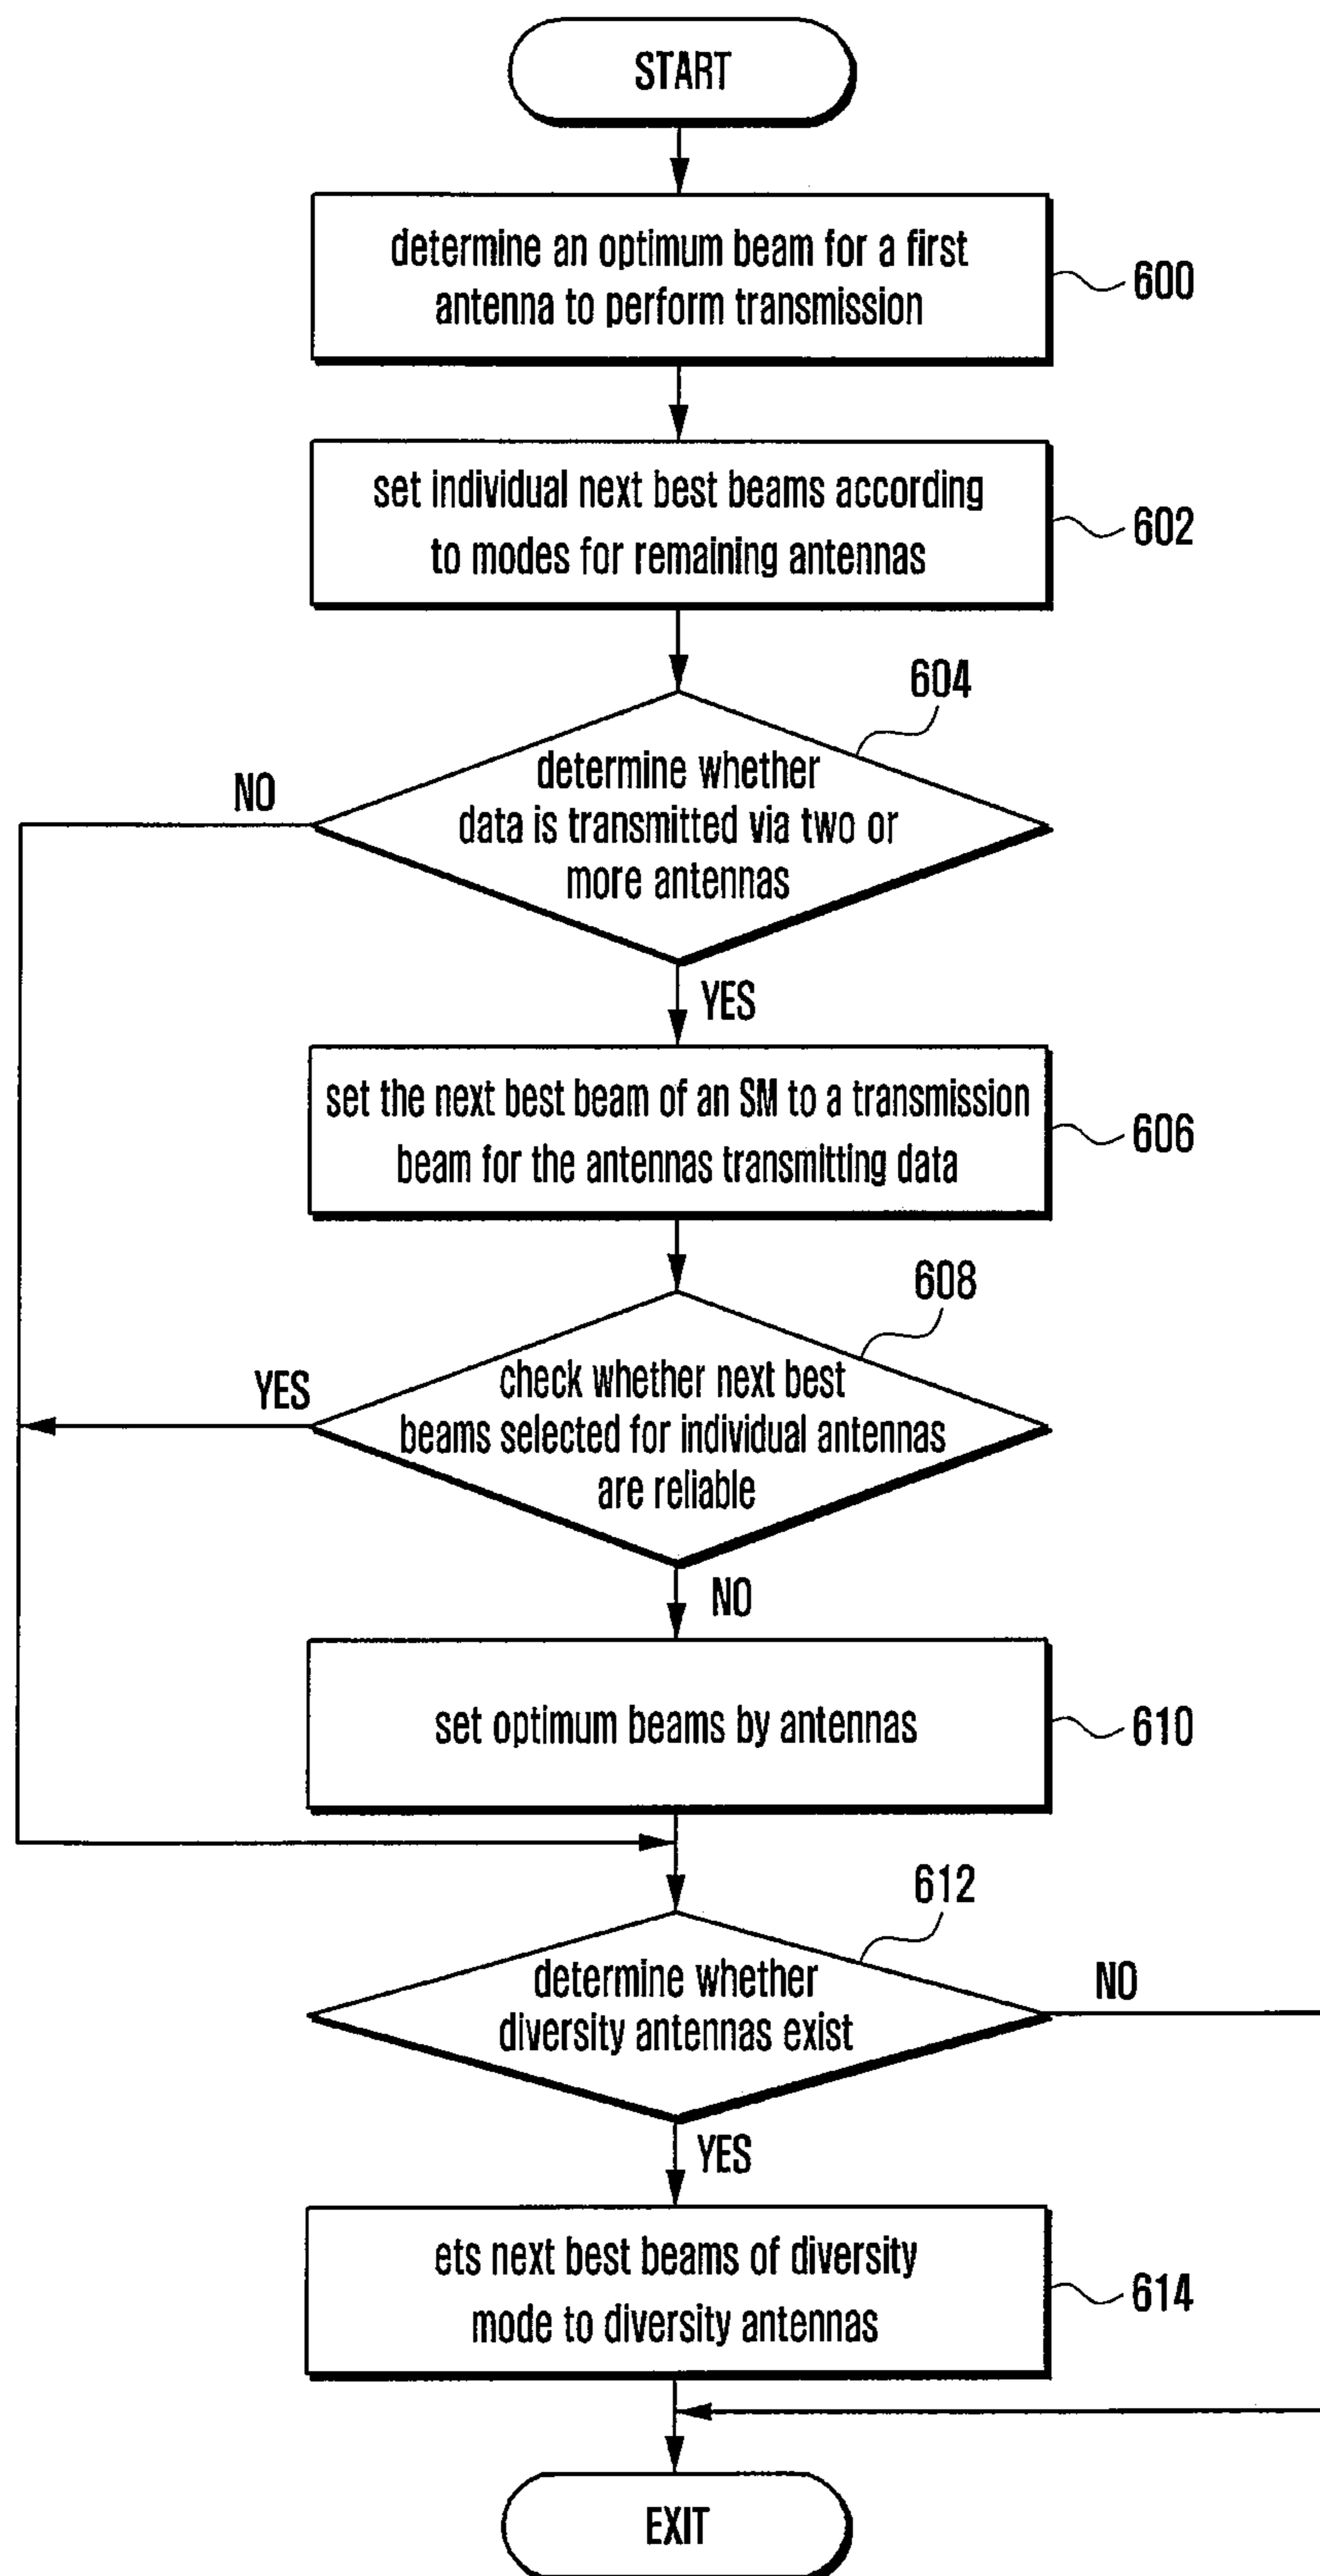 START
determine an optimum beam for a first
antenna to perform transmission
600
set individual next best beams according
to modes for remaining antennas
602
604
determine whether
data is transmitted via two or
more antennas
NO
YES
set the next best beam of an SM to a transmission
beam for the antennas transmitting data
606
608
check whether next best
beams selected for individual antennas
are reliable
YES
NO
set optimum beams by antennas
610
612
determine whether
diversity antennas exist
NO
YES
ets next best beams of diversity
mode to diversity antennas
614
EXIT